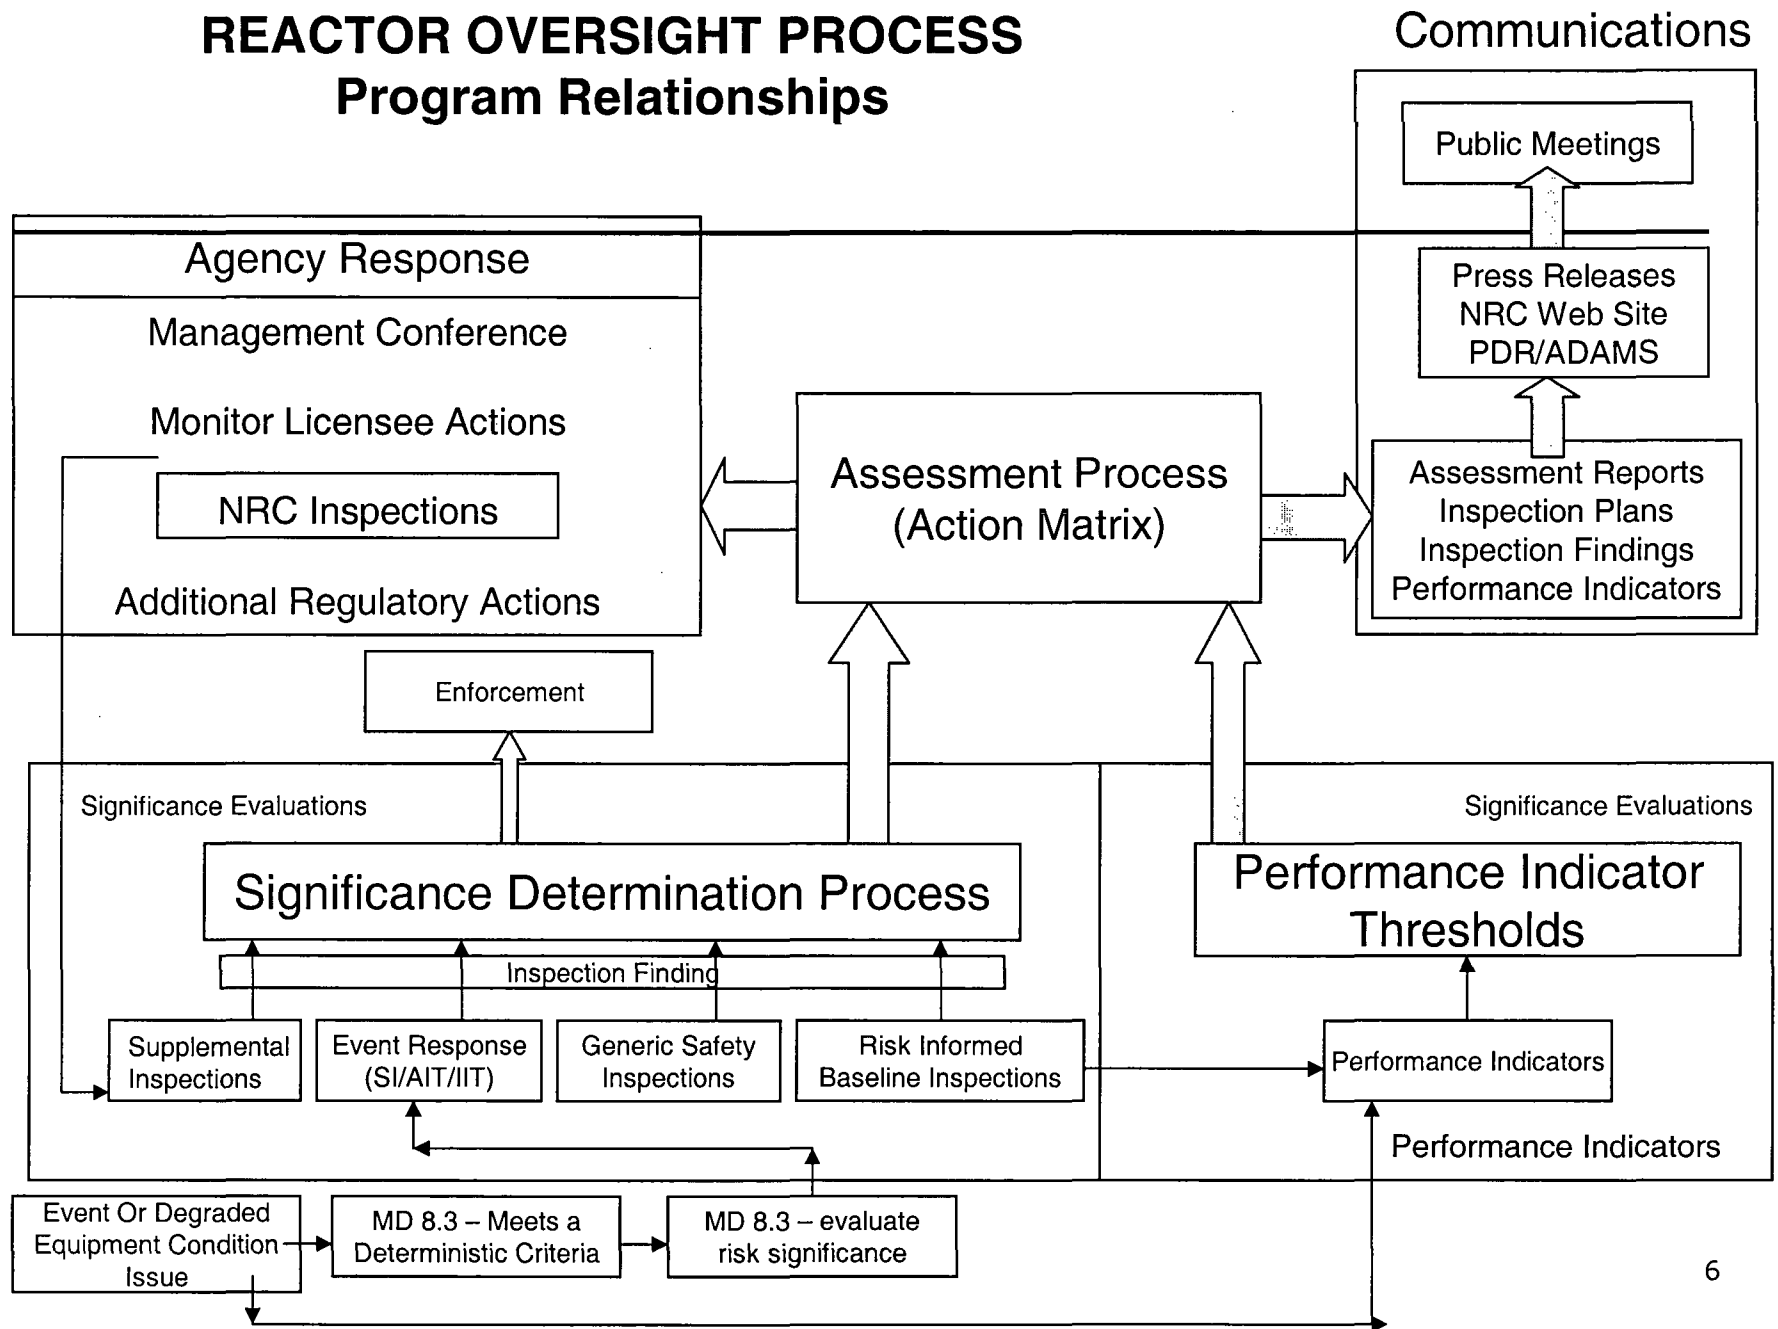 REACTOR OVERSIGHT PROCESS
Program Relationships
Communications
Public Meetings
Press Releases
NRC Web Site
PDR/ADAMS
Assessment Reports
Inspection Plans
Inspection Findings
Performance Indicators
Agency Response
Management Conference
Monitor Licensee Actions
NRC Inspections
Additional Regulatory Actions
Assessment Process
(Action Matrix)
Enforcement
Significance Evaluations
Significance Determination Process
Inspection Finding
Supplemental
Inspections
Event Response
(SI/AIT/IIT)
Generic Safety
Inspections
Risk Informed
Baseline Inspections
Significance Evaluations
Performance Indicator
Thresholds
Performance Indicators
Performance Indicators
Event Or Degraded
Equipment Condition
Issue
MD 8.3 – Meets a
Deterministic Criteria
MD 8.3 – evaluate
risk significance
6